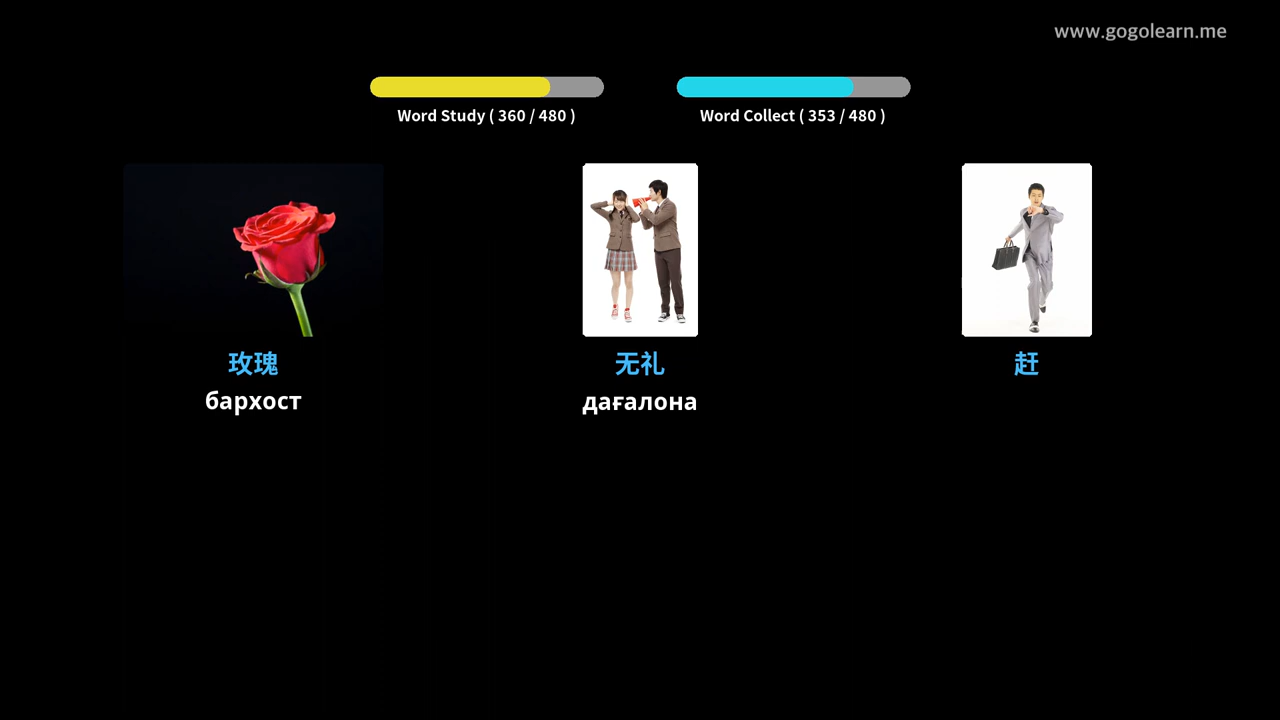 www.gogolearn.me
Word Study ( 360 / 480 )
Word Collect ( 353 / 480 )
玫瑰
бархост
无礼
дағалона
赶